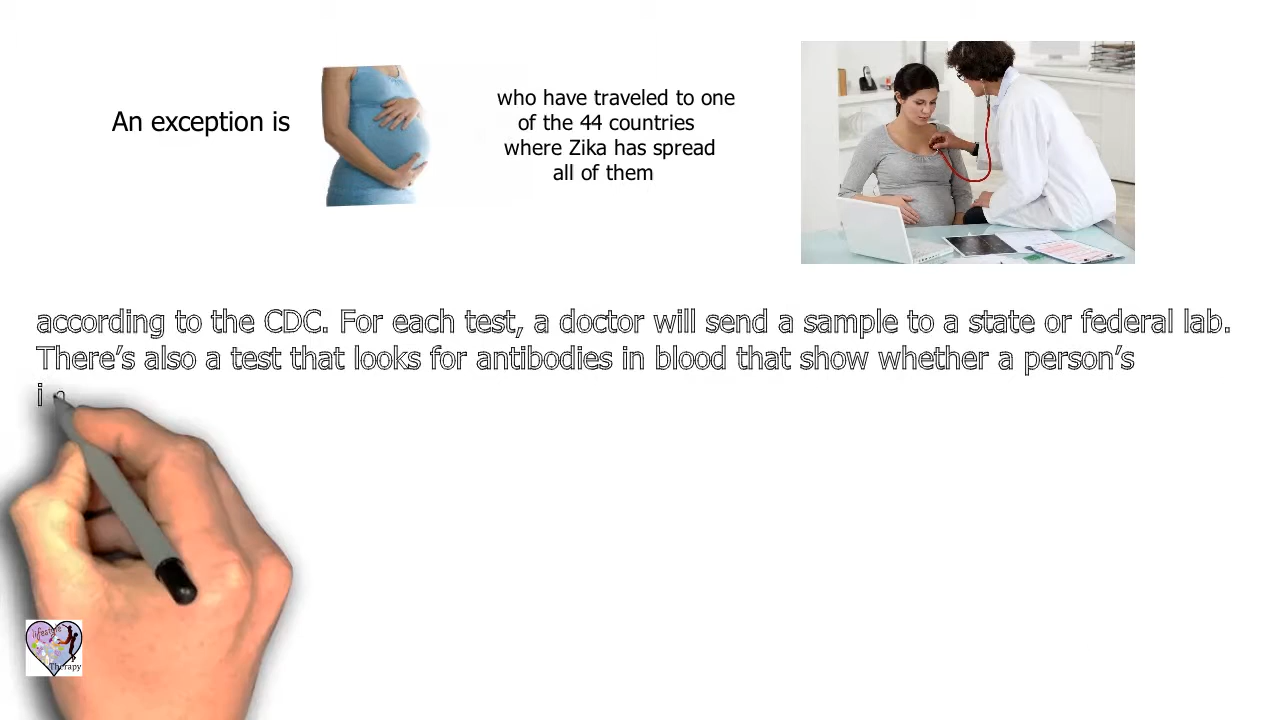 An exception is
who have traveled to one
of the 44 countries
where Zika has spread
all of them
according to the CDC. For each test, a doctor will send a sample to a state or federal lab.
There’s also a test that looks for antibodies in blood that show whether a person’s
i
lifestyle
Therapy